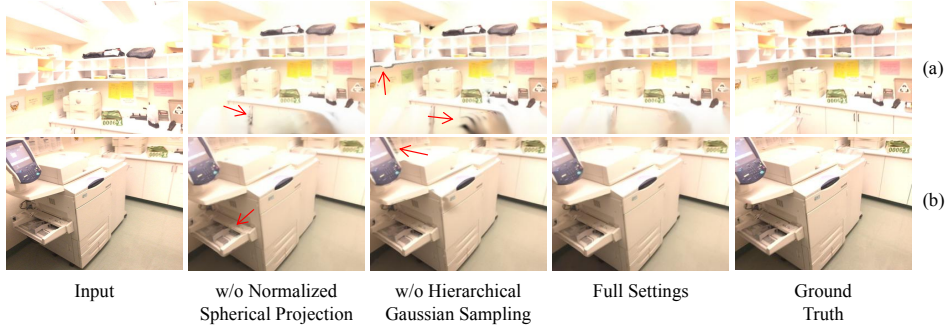 (a)
(b)
Input
w/o Normalized
Spherical Projection
w/o Hierarchical
Gaussian Sampling
Full Settings
Ground
Truth